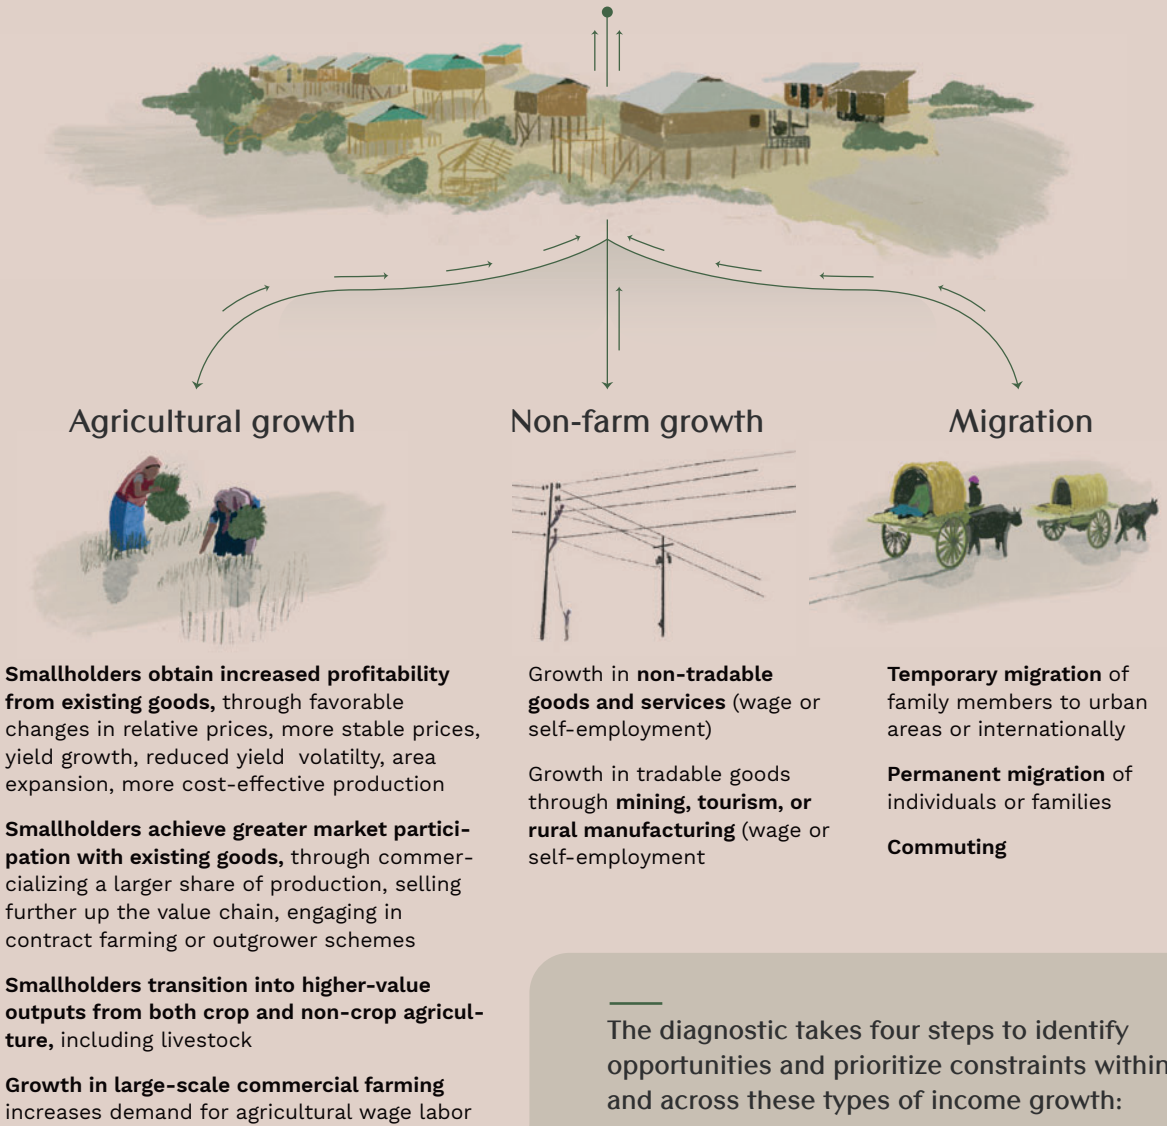 Agricultural growth
Smallholders obtain increased profitability
from existing goods, through favorable
changes in relative prices, more stable prices,
yield growth, reduced yield  volatilty, area
expansion, more cost-effective production
Smallholders achieve greater market partici-
pation with existing goods, through commer-
cializing a larger share of production, selling
further up the value chain, engaging in
contract farming or outgrower schemes
Smallholders transition into higher-value
outputs from both crop and non-crop agricul-
ture, including livestock
Growth in large-scale commercial farming
increases demand for agricultural wage labor
Non-farm growth
Growth in non-tradable
goods and services (wage or
self-employment)
Growth in tradable goods
through mining, tourism, or
rural manufacturing (wage or
self-employment
Migration
Temporary migration of
family members to urban
areas or internationally
Permanent migration of
individuals or families
Commuting
The diagnostic takes four steps to identify
opportunities and prioritize constraints within
and across these types of income growth: